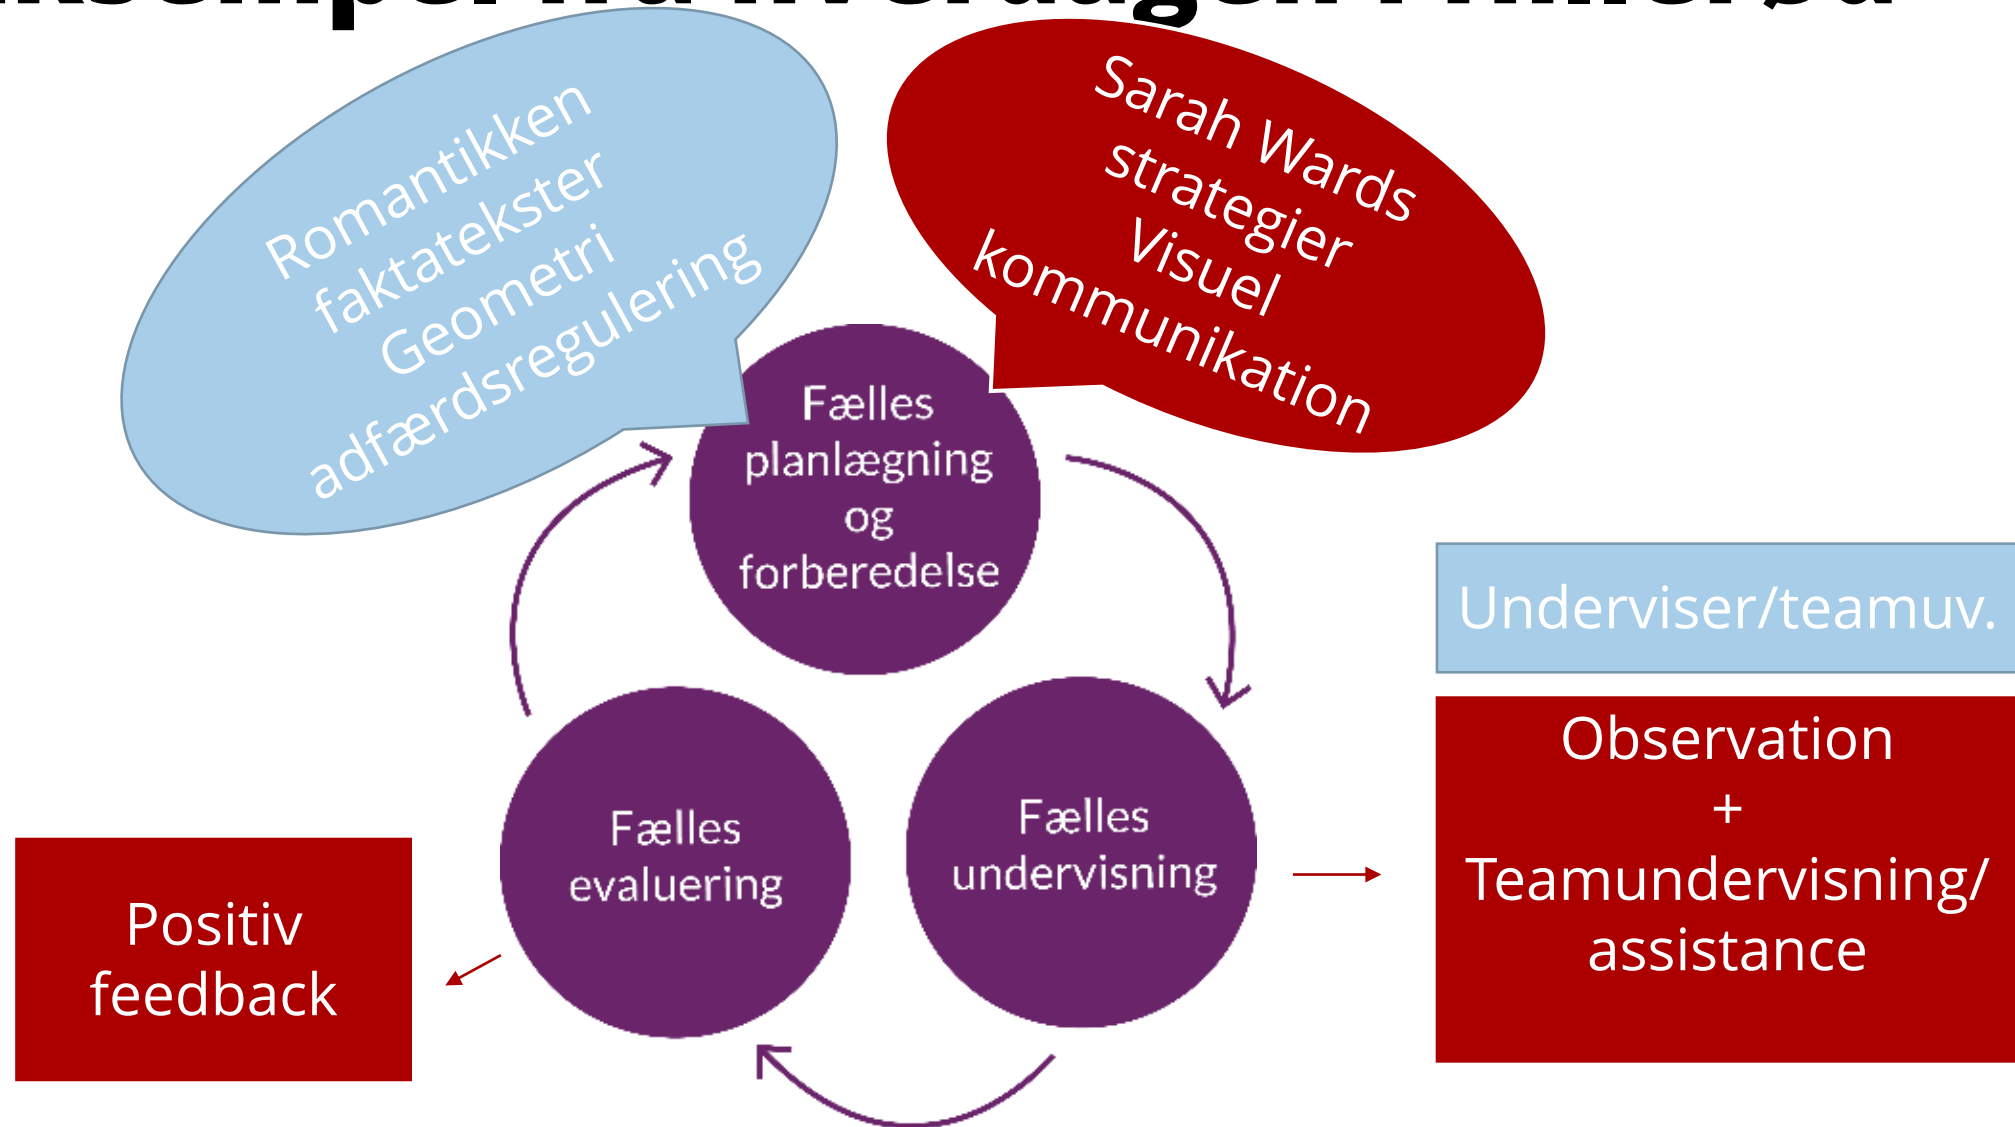 Romantikken
faktatekster
Geometri
adfærdsregulering
Sarah Wards
strategier
Visuel
kommunikation
Fælles
planlægning
og
forberedelse
Underviser/teamuv.
Observation
+
Teamundervisning/
assistance
Fælles
undervisning
Fælles
evaluering
Positiv
feedback